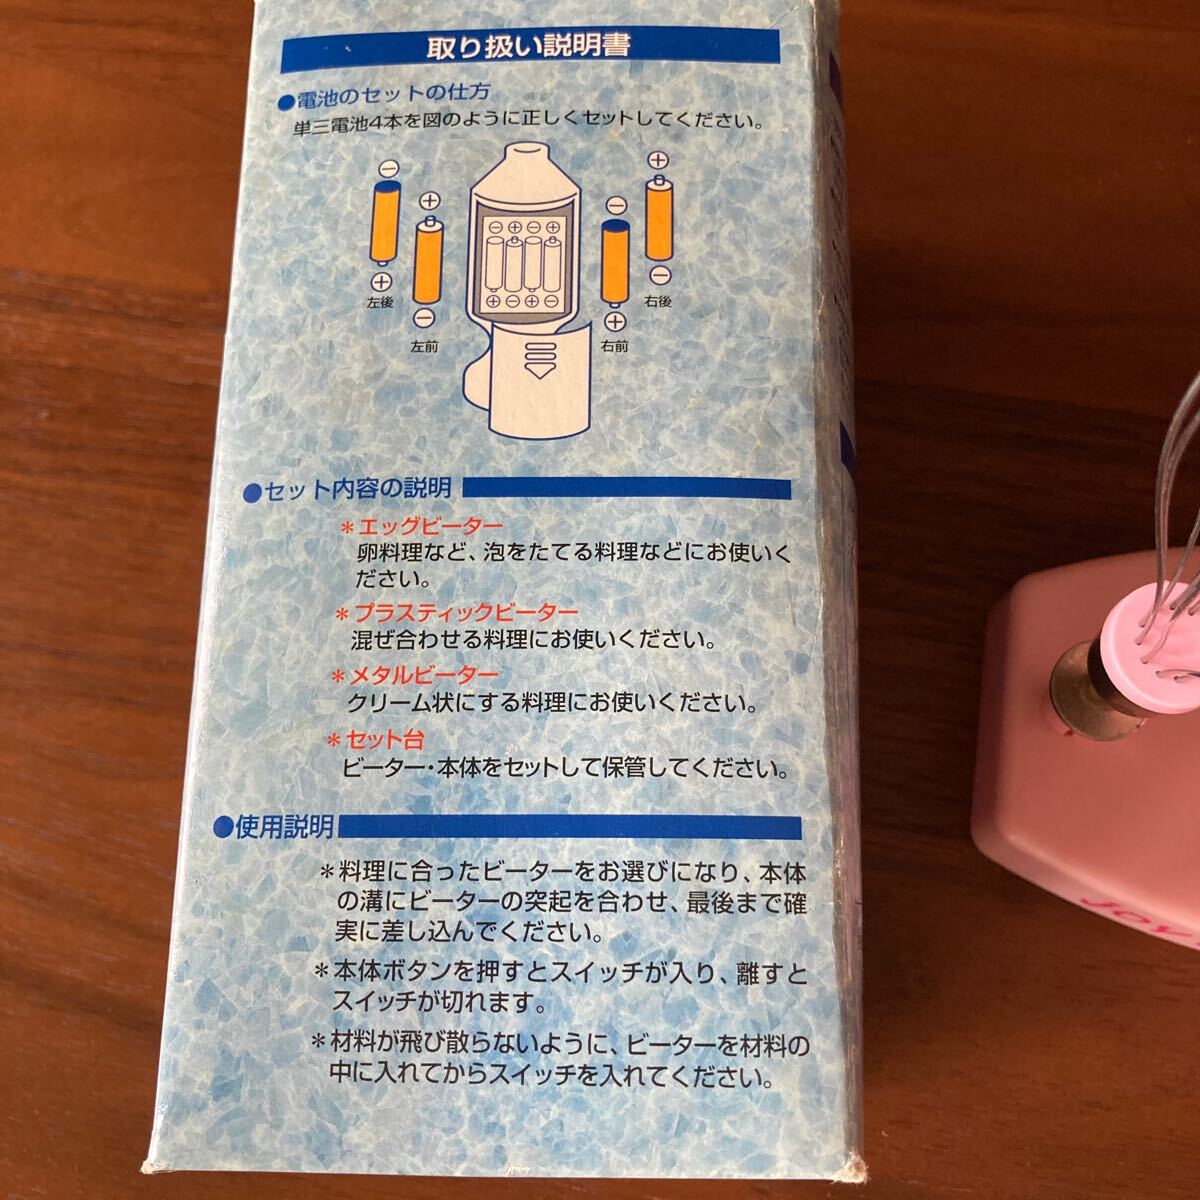 取り扱い説明書
●電池のセットの仕方
単三電池4本を図のように正しくセットしてください。
⊖ ⊕ ⊖ ⊕
⊖ ⊕ ⊖ ⊕
⊕ ⊖ ⊕ ⊖
⊕ ⊖ ⊕ ⊖
左後
右後
左前
右前
●セット内容の説明
＊エッグビーター
卵料理など、泡をたてる料理などにお使いく
ださい。
＊プラスティックビーター
混ぜ合わせる料理にお使いください。
＊メタルビーター
クリーム状にする料理にお使いください。
＊セット台
ビーター・本体をセットして保管してください。
●使用説明
＊料理に合ったビーターをお選びになり、本体
の溝にビーターの突起を合わせ、最後まで確
実に差し込んでください。
＊本体ボタンを押すとスイッチが入り、離すと
スイッチが切れます。
＊材料が飛び散らないように、ビーターを材料の
中に入れてからスイッチを入れてください。